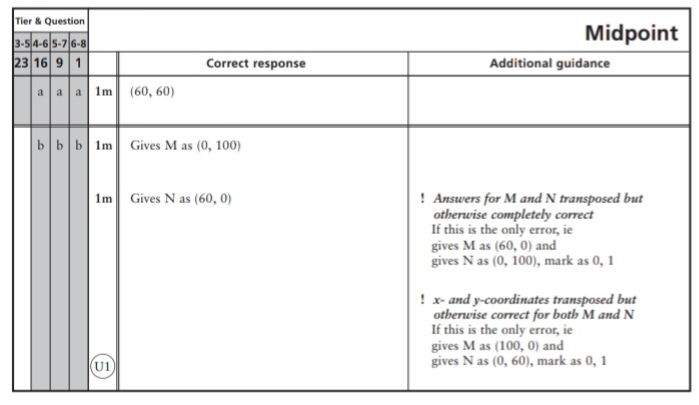 Tier & Question
Midpoint
3-5 4-6 5-7 6-8
23 16 9 1 Correct response Additional guidance
a a a 1m (60, 60)
b b b 1m Gives M as (0, 100)
1m Gives N as (60, 0) ! Answers for M and N transposed but
otherwise completely correct
If this is the only error, ie
gives M as (60, 0) and
gives N as (0, 100), mark as 0, 1
! x- and y-coordinates transposed but
otherwise correct for both M and N
If this is the only error, ie
gives M as (100, 0) and
gives N as (0, 60), mark as 0, 1
U1